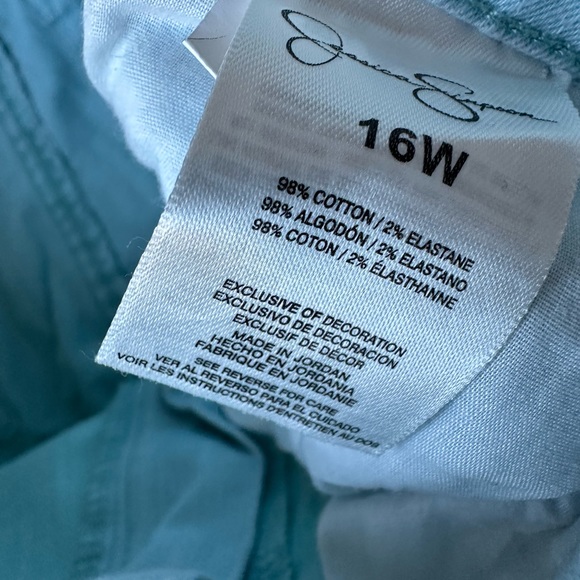 Jessica Simpson
16W
98% COTTON / 2% ELASTANE
98% ALGODÓN / 2% ELASTANO
98% COTON / 2% ÉLASTHANNE
EXCLUSIVE OF DECORATION
EXCLUSIVO DE DECORACIÓN
EXCLUSIF DE DÉCOR
MADE IN JORDAN
HECHO EN JORDANIA
FABRIQUE EN JORDANIE
SEE REVERSE FOR CARE
VER AL REVERSO PARA EL CUIDADO
VOIR LES INSTRUCTIONS D'ENTRETIEN AU DOS